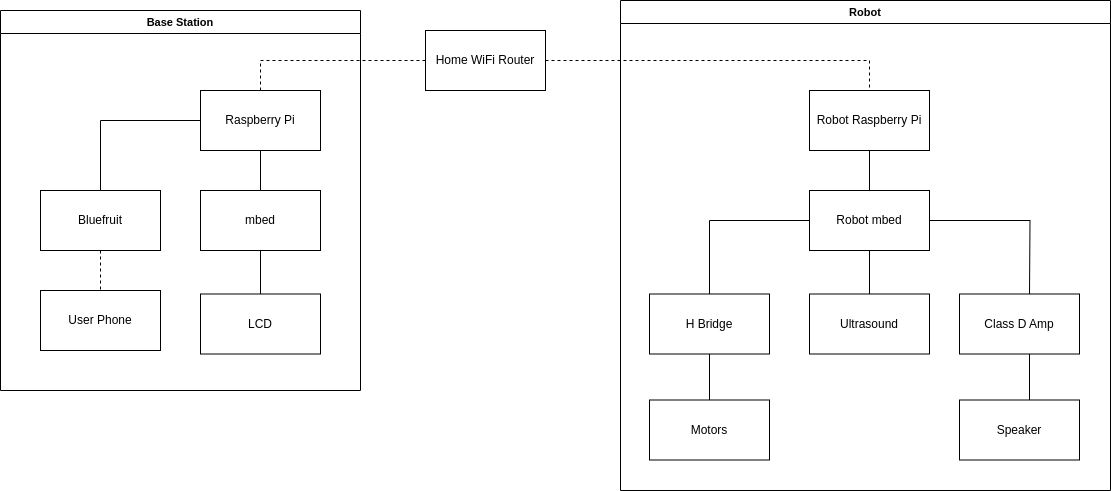 Base Station
Robot
Home WiFi Router
Raspberry Pi
Robot Raspberry Pi
Bluefruit
mbed
Robot mbed
User Phone
LCD
H Bridge
Ultrasound
Class D Amp
Motors
Speaker